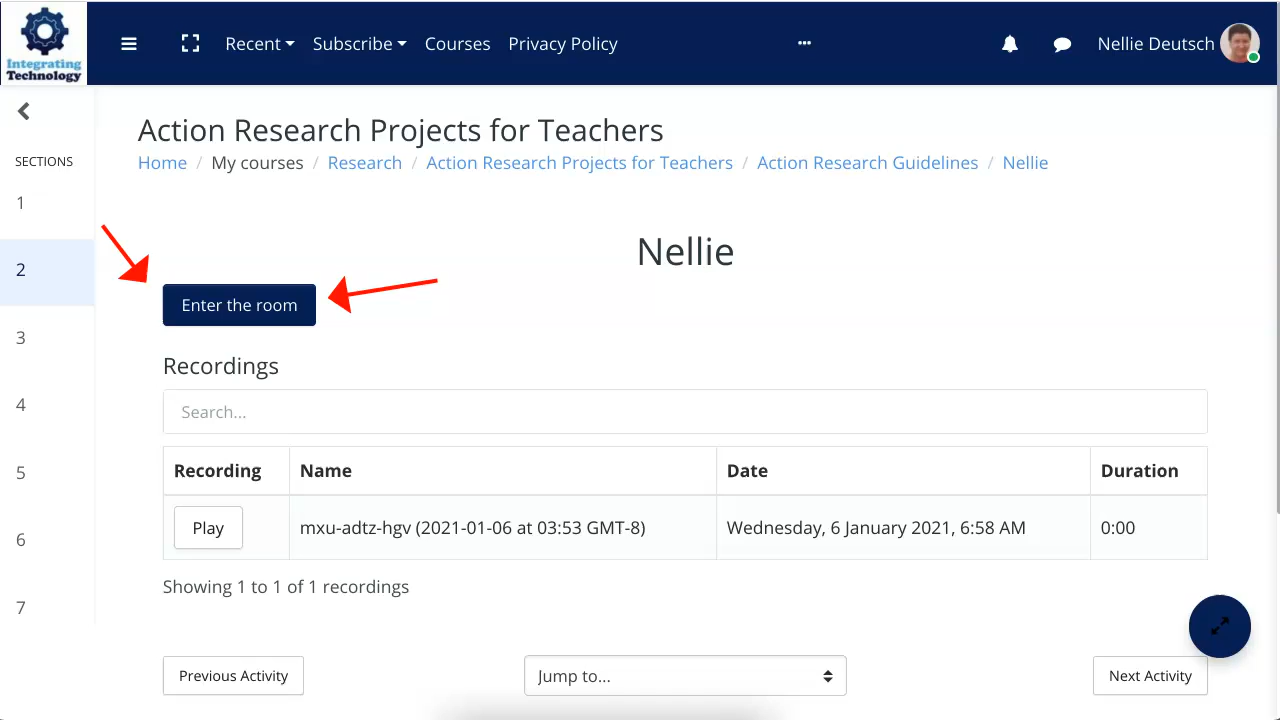 Integrating
Technology
Recent Subscribe Courses Privacy Policy Nellie Deutsch
SECTIONS
1
2
3
4
5
6
7
Action Research Projects for Teachers
Home / My courses / Research / Action Research Projects for Teachers / Action Research Guidelines / Nellie
Nellie
Enter the room
Recordings
Search...
Recording Name Date Duration
Play mxu-adtz-hgv (2021-01-06 at 03:53 GMT-8) Wednesday, 6 January 2021, 6:58 AM 0:00
Showing 1 to 1 of 1 recordings
Previous Activity Jump to... Next Activity